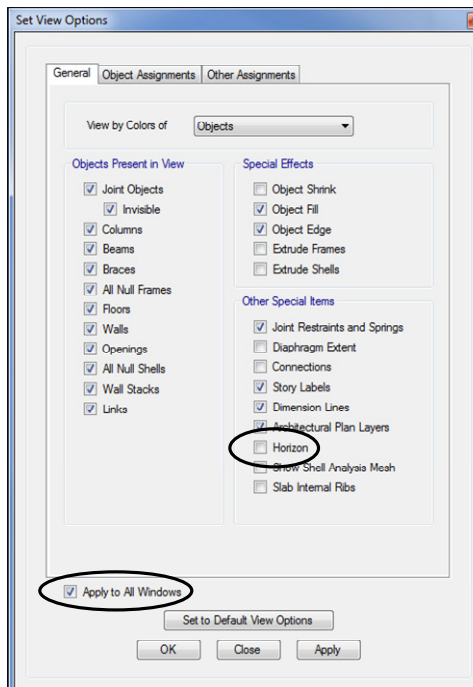 Set View Options
General
Object Assignments
Other Assignments
View by Colors of
Objects
Objects Present in View
Joint Objects
Invisible
Columns
Beams
Braces
All Null Frames
Floors
Walls
Openings
All Null Shells
Wall Stacks
Links
Special Effects
Object Shrink
Object Fill
Object Edge
Extrude Frames
Extrude Shells
Other Special Items
Joint Restraints and Springs
Diaphragm Extent
Connections
Story Labels
Dimension Lines
Architectural Plan Layers
Horizon
Show Shell Analysis Mesh
Slab Internal Ribs
Apply to All Windows
Set to Default View Options
OK
Close
Apply